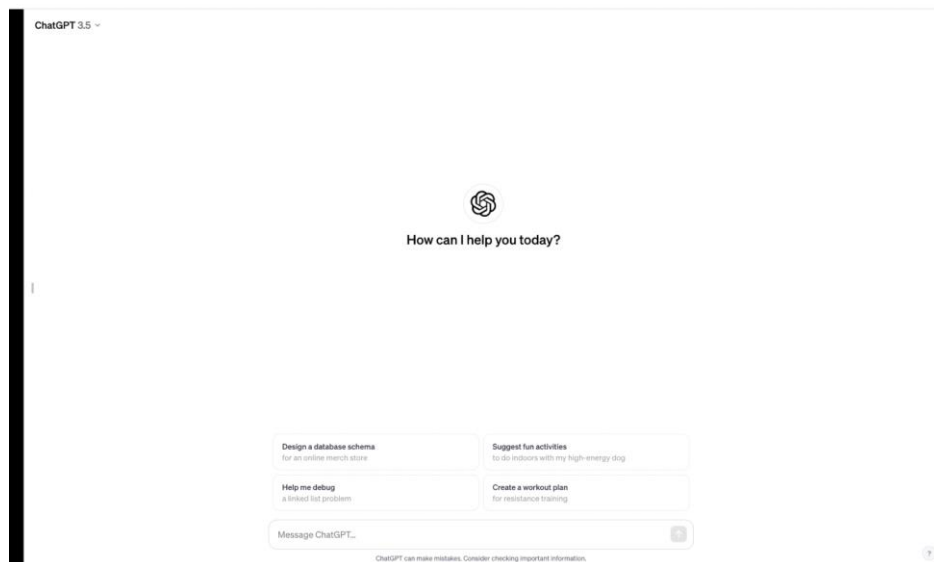 ChatGPT 3.5
How can I help you today?
Design a database schema
for an online merch store
Suggest fun activities
to do indoors with my high-energy dog
Help me debug
a linked list problem
Create a workout plan
for resistance training
Message ChatGPT...
ChatGPT can make mistakes. Consider checking important information.
?